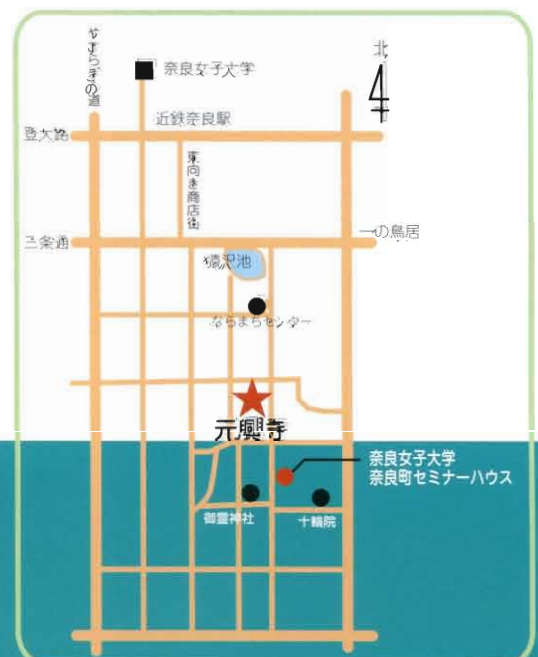 やすらぎの道
奈良女子大学
北
近鉄奈良駅
登大路
東向き商店街
三条通
一の鳥居
猿沢池
ならまちセンター
元興寺
奈良女子大学
奈良町セミナーハウス
御霊神社
十輪院